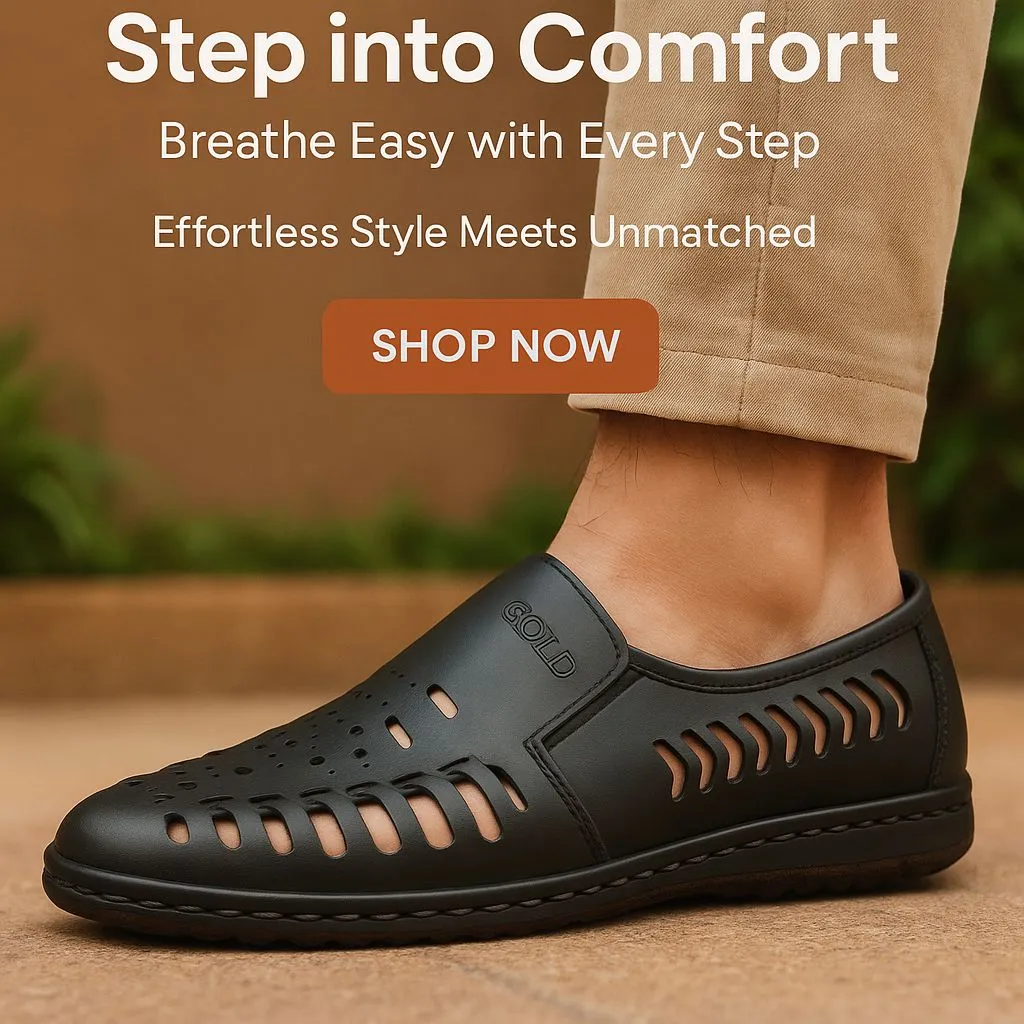 Step into Comfort
Breathe Easy with Every Step
Effortless Style Meets Unmatched
SHOP NOW
GOLD